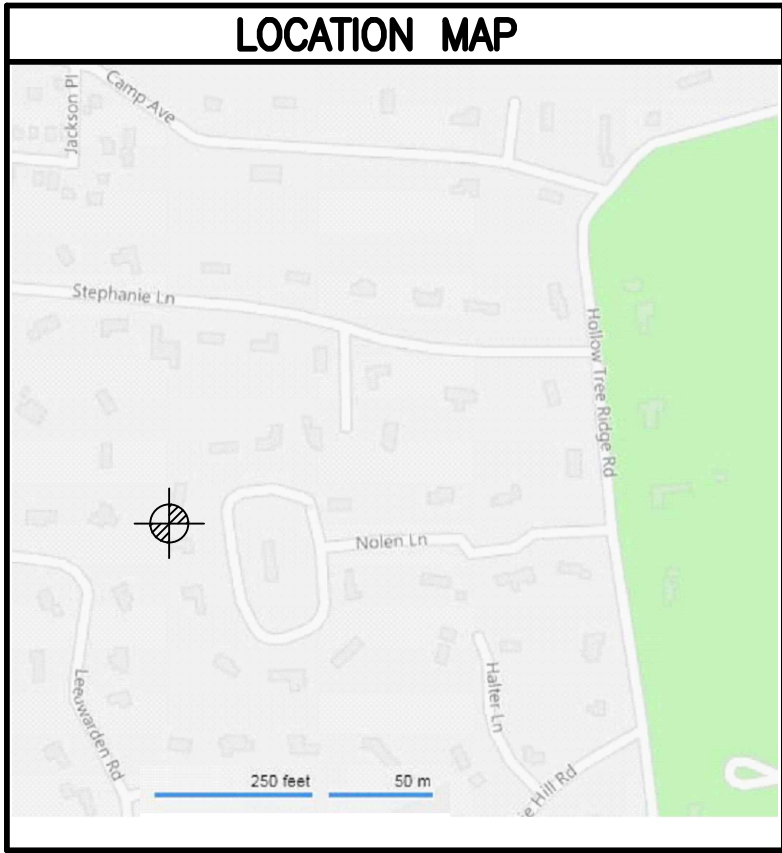 LOCATION MAP
Jackson Pl
Camp Ave
Stephanie Ln
Hollow Tree Ridge Rd
Nolen Ln
Leeuwarden Rd
Halter Ln
250 feet
50 m
ie Hill Rd